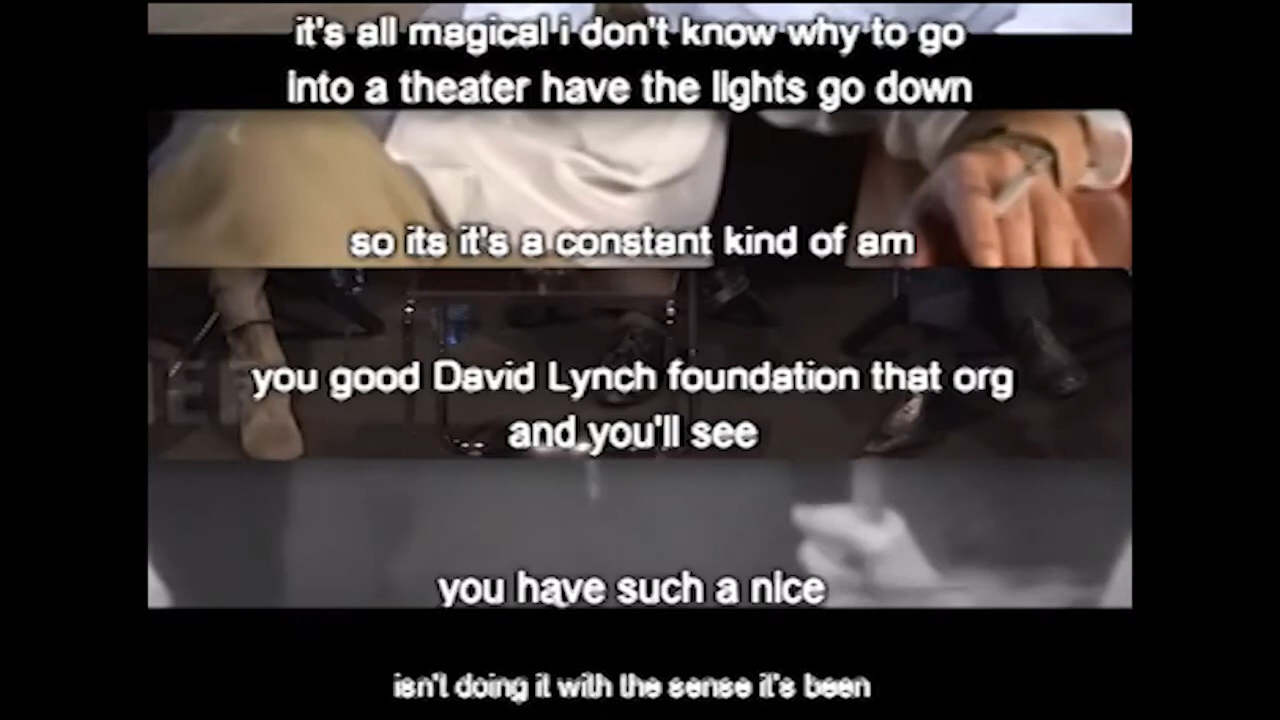 it's all magical i don't know why to go
into a theater have the lights go down
so its it's a constant kind of am
you good David Lynch foundation that org
and you'll see
you have such a nice
isn't doing it with the sense it's been